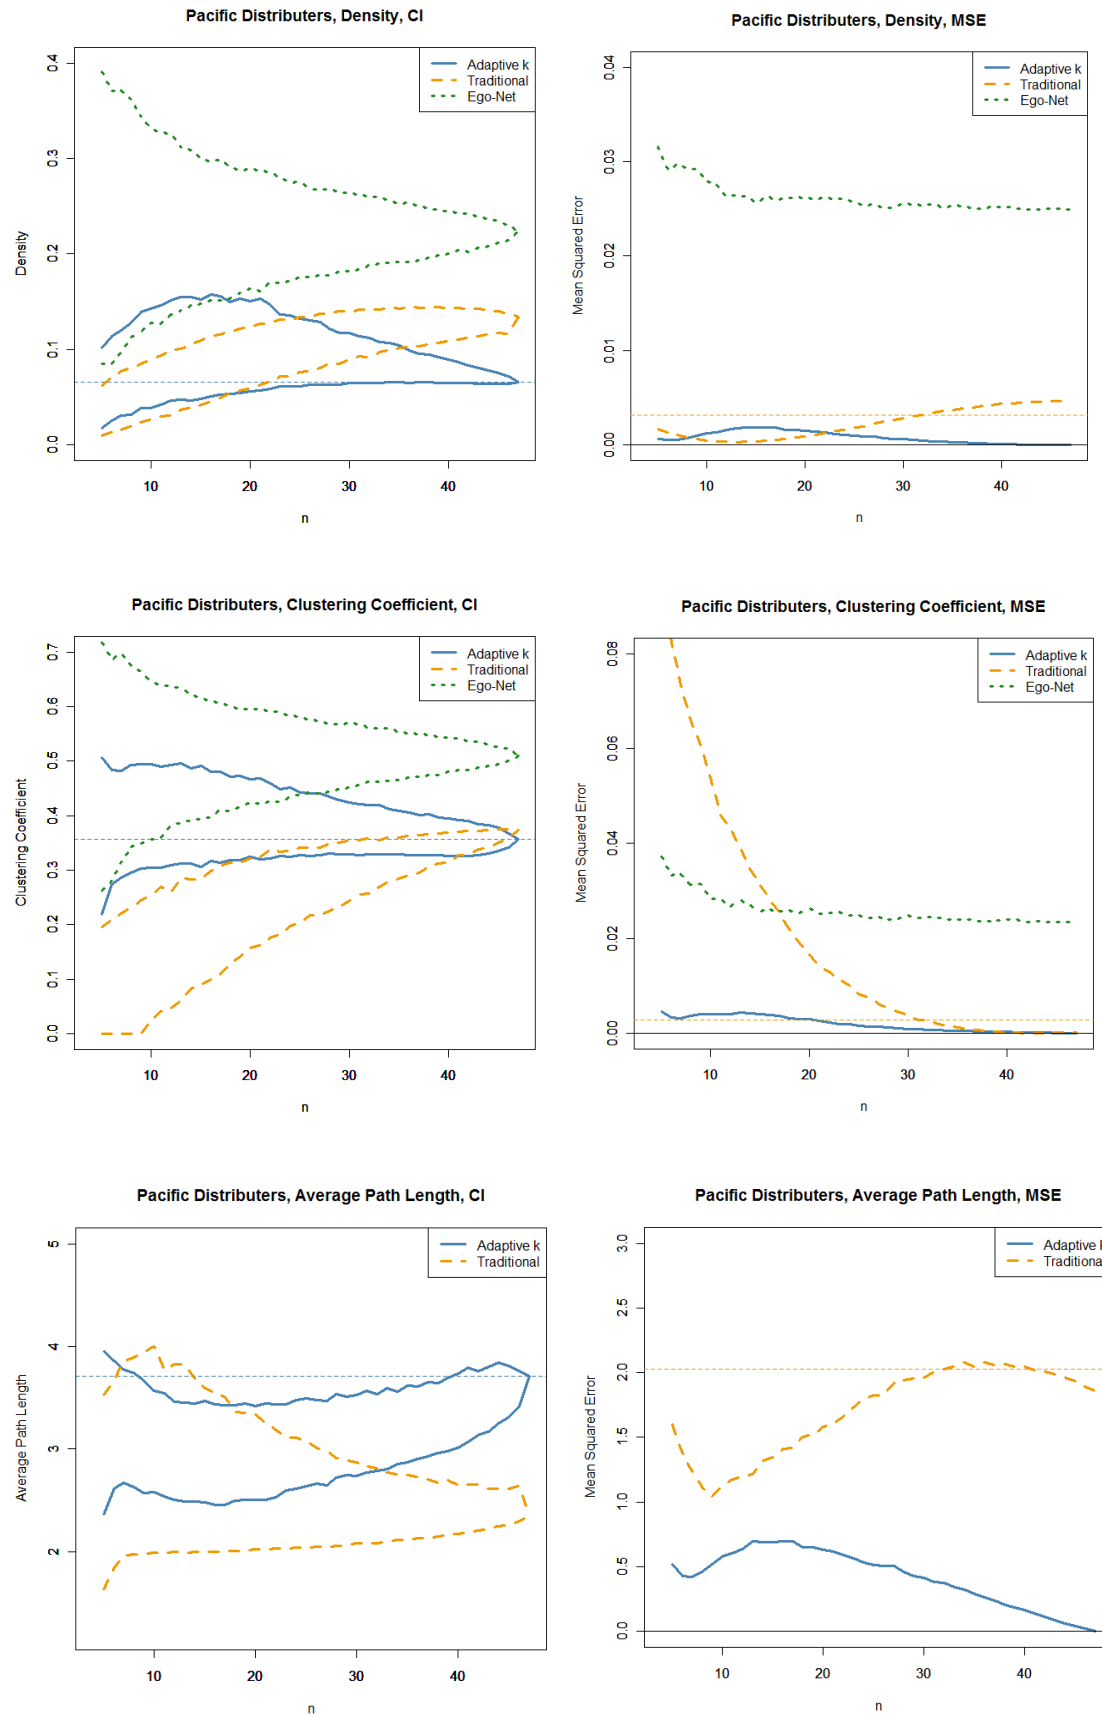 Pacific Distributers, Density, CI
Adaptive k
Traditional
Ego-Net
0.4
0.3
0.2
0.1
0.0
Density
10 20 30 40
n
Pacific Distributers, Density, MSE
Adaptive k
Traditional
Ego-Net
0.04
0.03
0.02
0.01
0.00
Mean Squared Error
10 20 30 40
n
Pacific Distributers, Clustering Coefficient, CI
Adaptive k
Traditional
Ego-Net
0.7
0.6
0.5
0.4
0.3
0.2
0.1
0.0
Clustering Coefficient
10 20 30 40
n
Pacific Distributers, Clustering Coefficient, MSE
Adaptive k
Traditional
Ego-Net
0.08
0.06
0.04
0.02
0.00
Mean Squared Error
10 20 30 40
n
Pacific Distributers, Average Path Length, CI
Adaptive k
Traditional
5
4
3
2
Average Path Length
10 20 30 40
n
Pacific Distributers, Average Path Length, MSE
Adaptive k
Traditional
3.0
2.5
2.0
1.5
1.0
0.5
0.0
Mean Squared Error
10 20 30 40
n